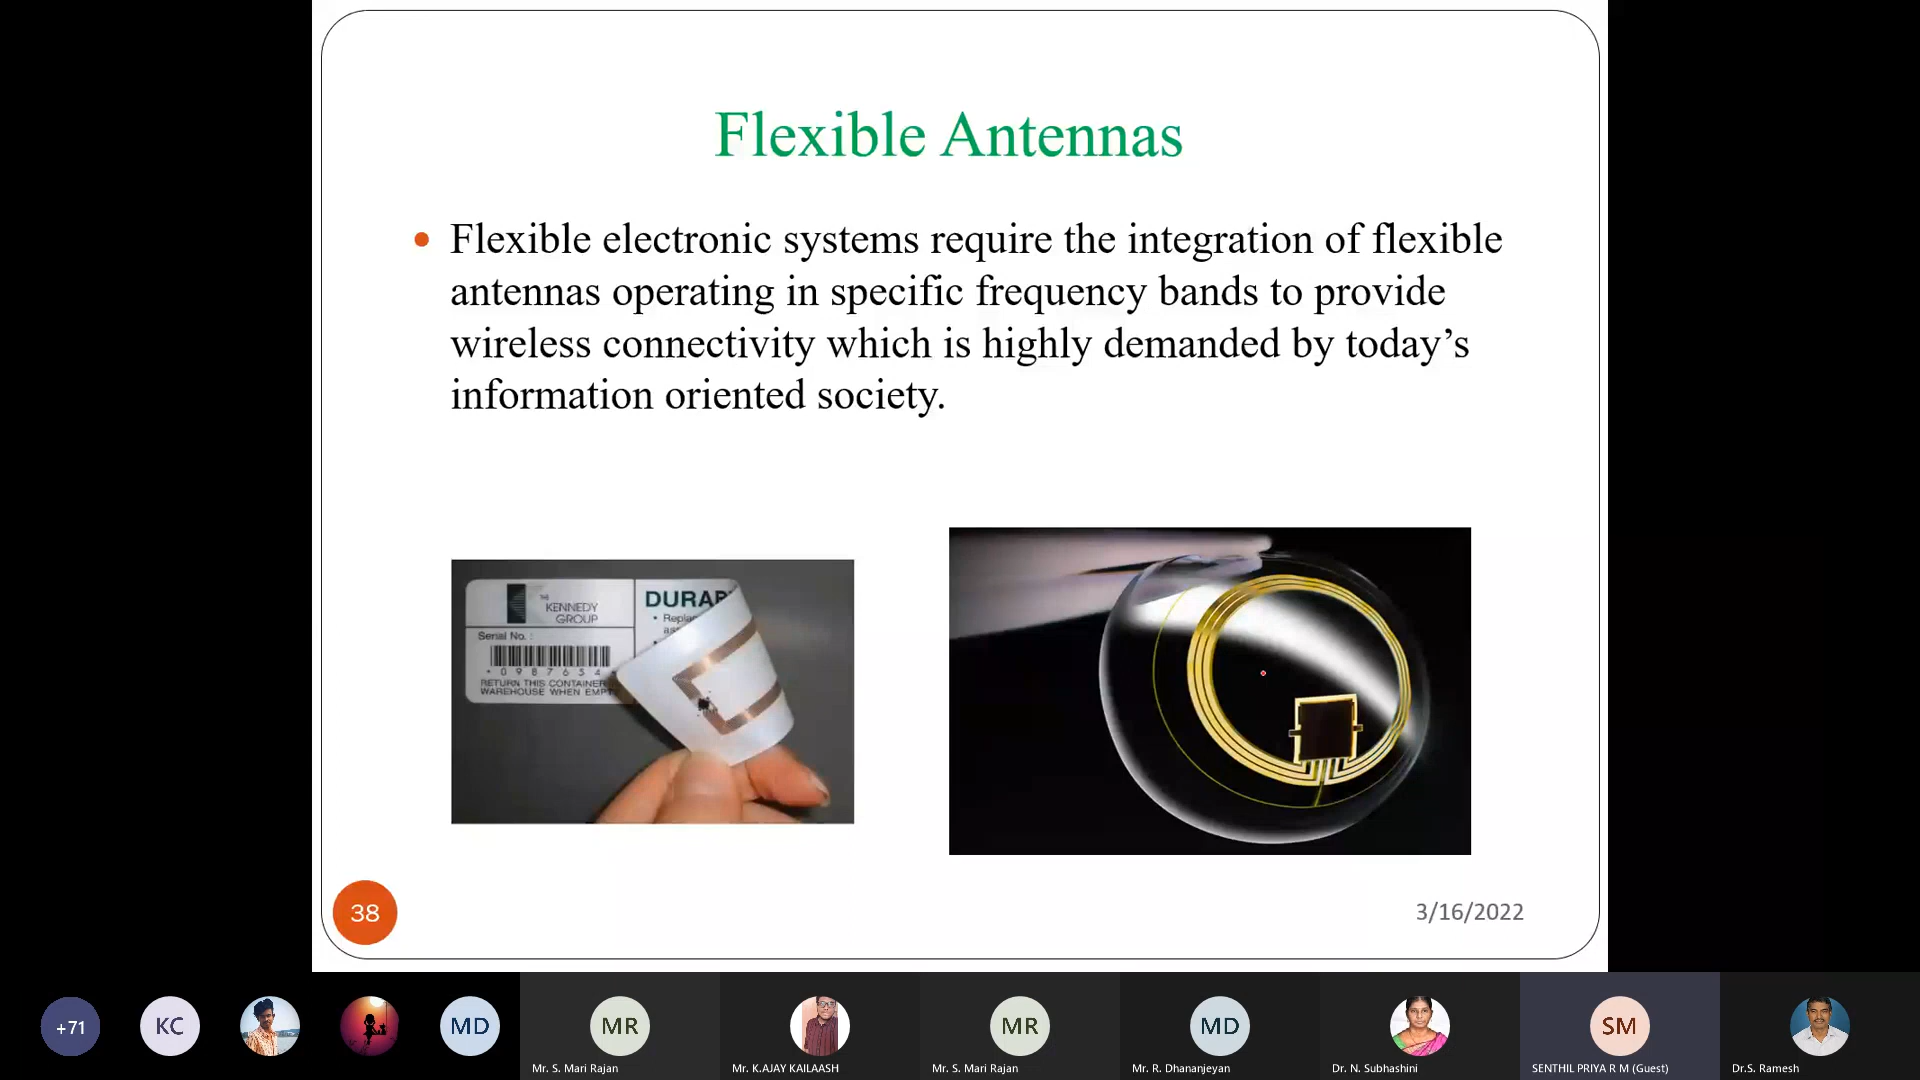 Flexible Antennas
• Flexible electronic systems require the integration of flexible
antennas operating in specific frequency bands to provide
wireless connectivity which is highly demanded by today’s
information oriented society.
THE
KENNEDY
GROUP
Serial No. :
0 9 8 7 6 5 4
RETURN THIS CONTAINER
WAREHOUSE WHEN
38
3/16/2022
+71
KC
MD
MR
Mr. S. Mari Rajan
Mr. K.AJAY KAILAASH
MR
Mr. S. Mari Rajan
MD
Mr. R. Dhananjeyan
Dr. N. Subhashini
SM
SENTHIL PRIYA R M (Guest)
Dr.S. Ramesh